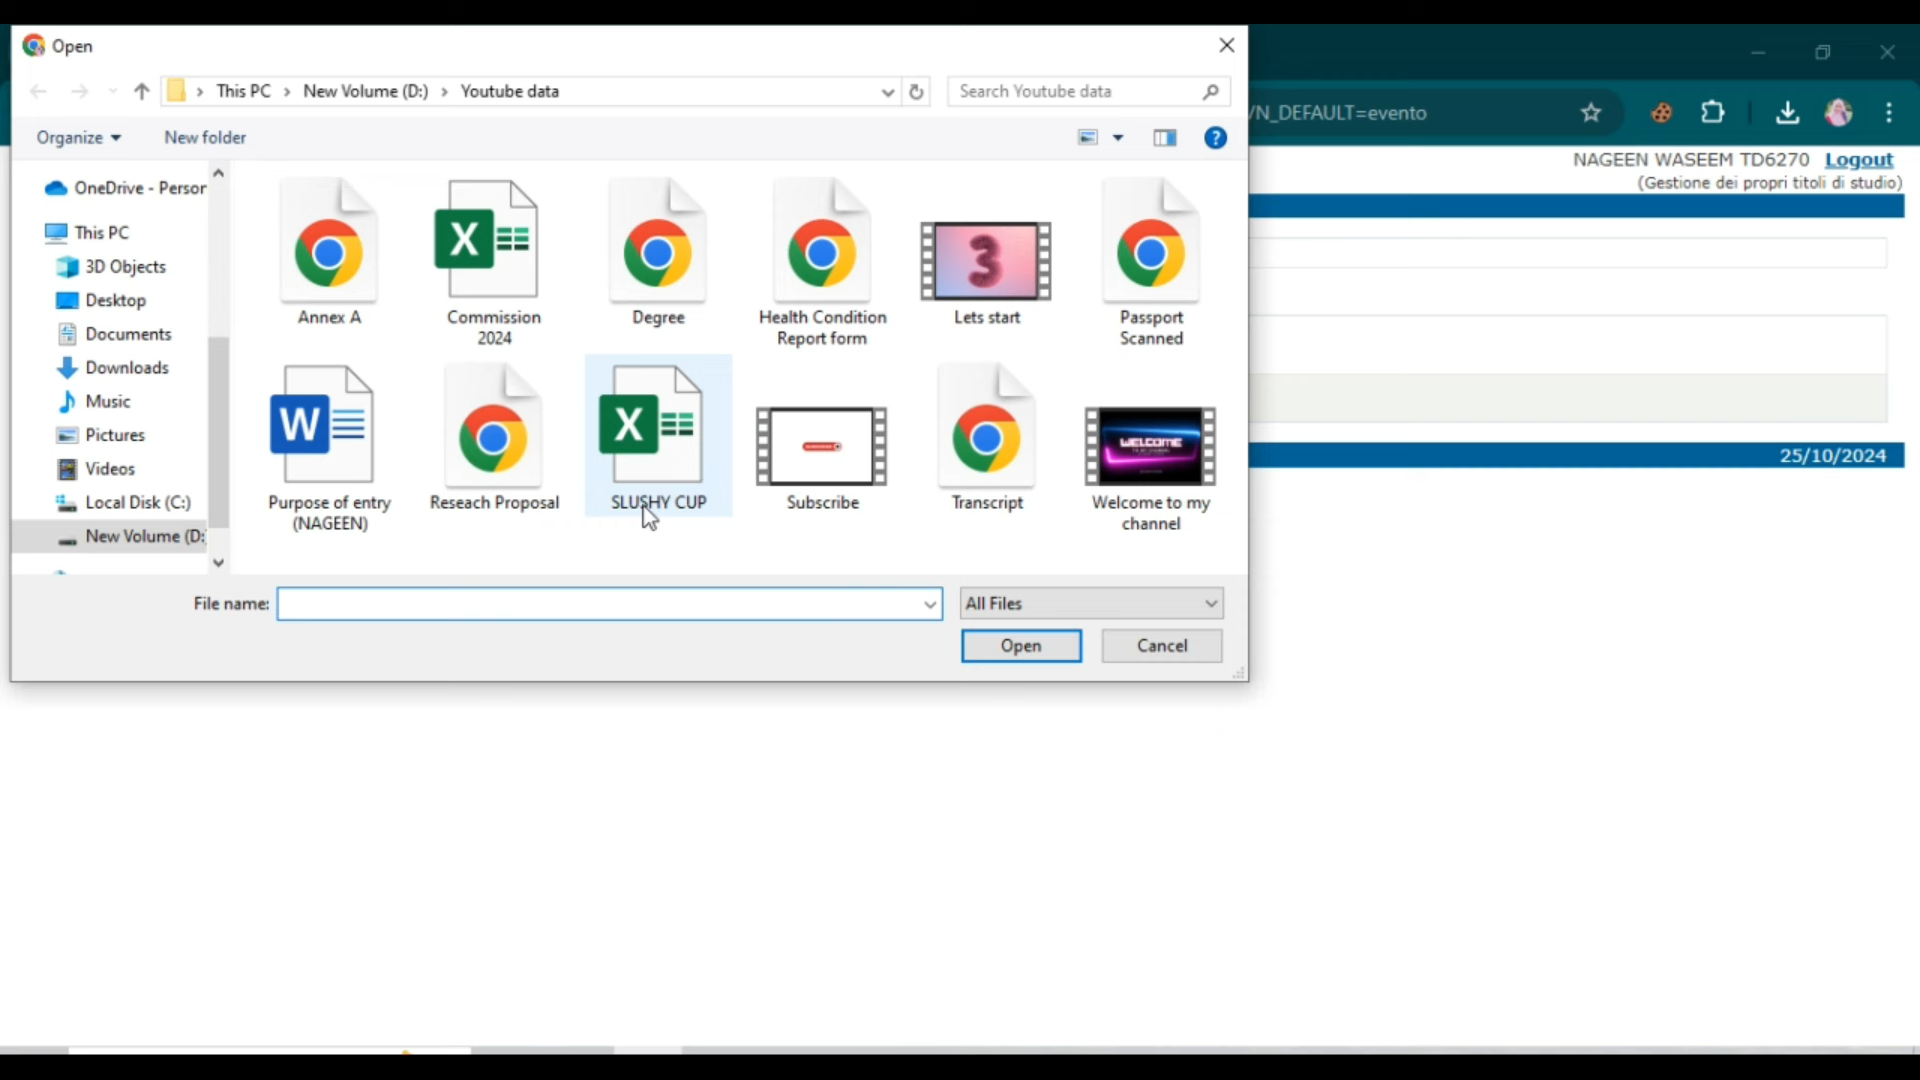 Open
This PC > New Volume (D:) > Youtube data
Search Youtube data
/N_DEFAULT=evento
Organize
New folder
NAGEEN WASEEM TD6270 Logout
(Gestione dei propri titoli di studio)
OneDrive - Person
This PC
3D Objects
Desktop
Documents
Downloads
Music
Pictures
Videos
Local Disk (C:)
New Volume (D:
Annex A
Commission
2024
Degree
Health Condition
Report form
3
Lets start
Passport
Scanned
Purpose of entry
(NAGEEN)
Reseach Proposal
SLUSHY CUP
Subscribe
Transcript
WELCOME
Welcome to my
channel
25/10/2024
File name:
All Files
Open
Cancel